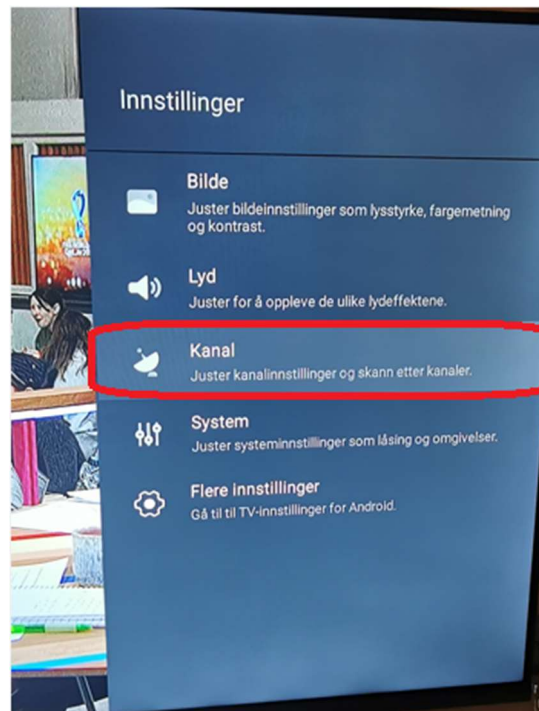 Innstillinger
Bilde
Juster bildeinnstillinger som lysstyrke, fargemetning
og kontrast.
Lyd
Juster for å oppleve de ulike lydeffektene.
Kanal
Juster kanalinnstillinger og skann etter kanaler.
System
Juster systeminnstillinger som låsing og omgivelser.
Flere innstillinger
Gå til til TV-innstillinger for Android.